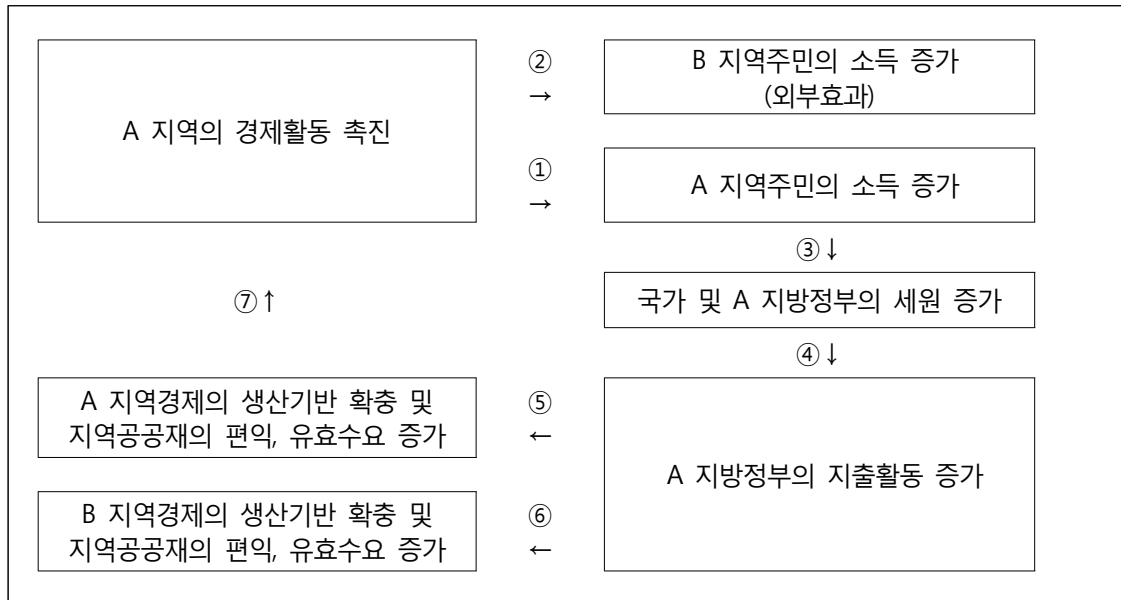 ②
→
B 지역주민의 소득 증가
(외부효과)
A 지역의 경제활동 촉진
①
→
A 지역주민의 소득 증가
③↓
⑦↑
국가 및 A 지방정부의 세원 증가
④↓
A 지역경제의 생산기반 확충 및
지역공공재의 편익, 유효수요 증가
⑤
←
A 지방정부의 지출활동 증가
B 지역경제의 생산기반 확충 및
지역공공재의 편익, 유효수요 증가
⑥
←